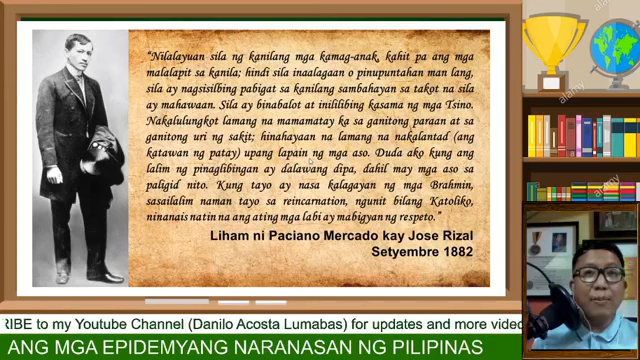 “Nilalayuan sila ng kanilang mga kamag-anak, kahit pa ang mga
malalapit sa kanila; hindi sila inaalagaan o pinupuntahan man lang,
sila ay nagsisilbing pabigat sa kanilang sambahayan sa takot na sila
ay mahawaan. Sila ay binabalot at inililibing kasama ng mga Tsino.
Nakalulungkot lamang na mamamatay ka sa ganitong paraan at sa
ganitong uri ng sakit; hinahayaan na lamang na nakalantad (ang
katawan ng patay) upang lapain ng mga aso. Duda ako kung ang
lalim ng pinaglibingan ay dalawang dipa, dahil may mga aso sa
paligid nito. Kung tayo ay nasa kalagayan ng mga Brahmin,
sasailalim naman tayo sa reincarnation, ngunit bilang Katoliko,
ninanais natin na ang ating mga labi ay mabigyan ng respeto.”
Liham ni Paciano Mercado kay Jose Rizal
Setyembre 1882
alamy
alamy
alamy
RIBE to my Youtube Channel (Danilo Acosta Lumabas) for updates and more videc
ANG MGA EPIDEMYANG NARANASAN NG PILIPINAS